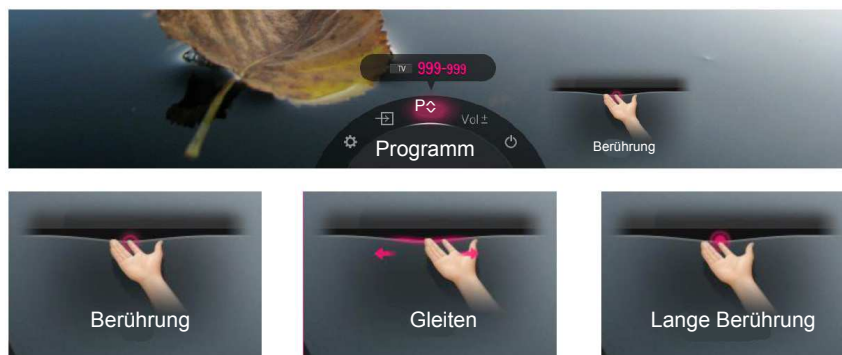 TV 999-999
P
Vol ±
Programm
Berührung
Berührung
Gleiten
Lange Berührung